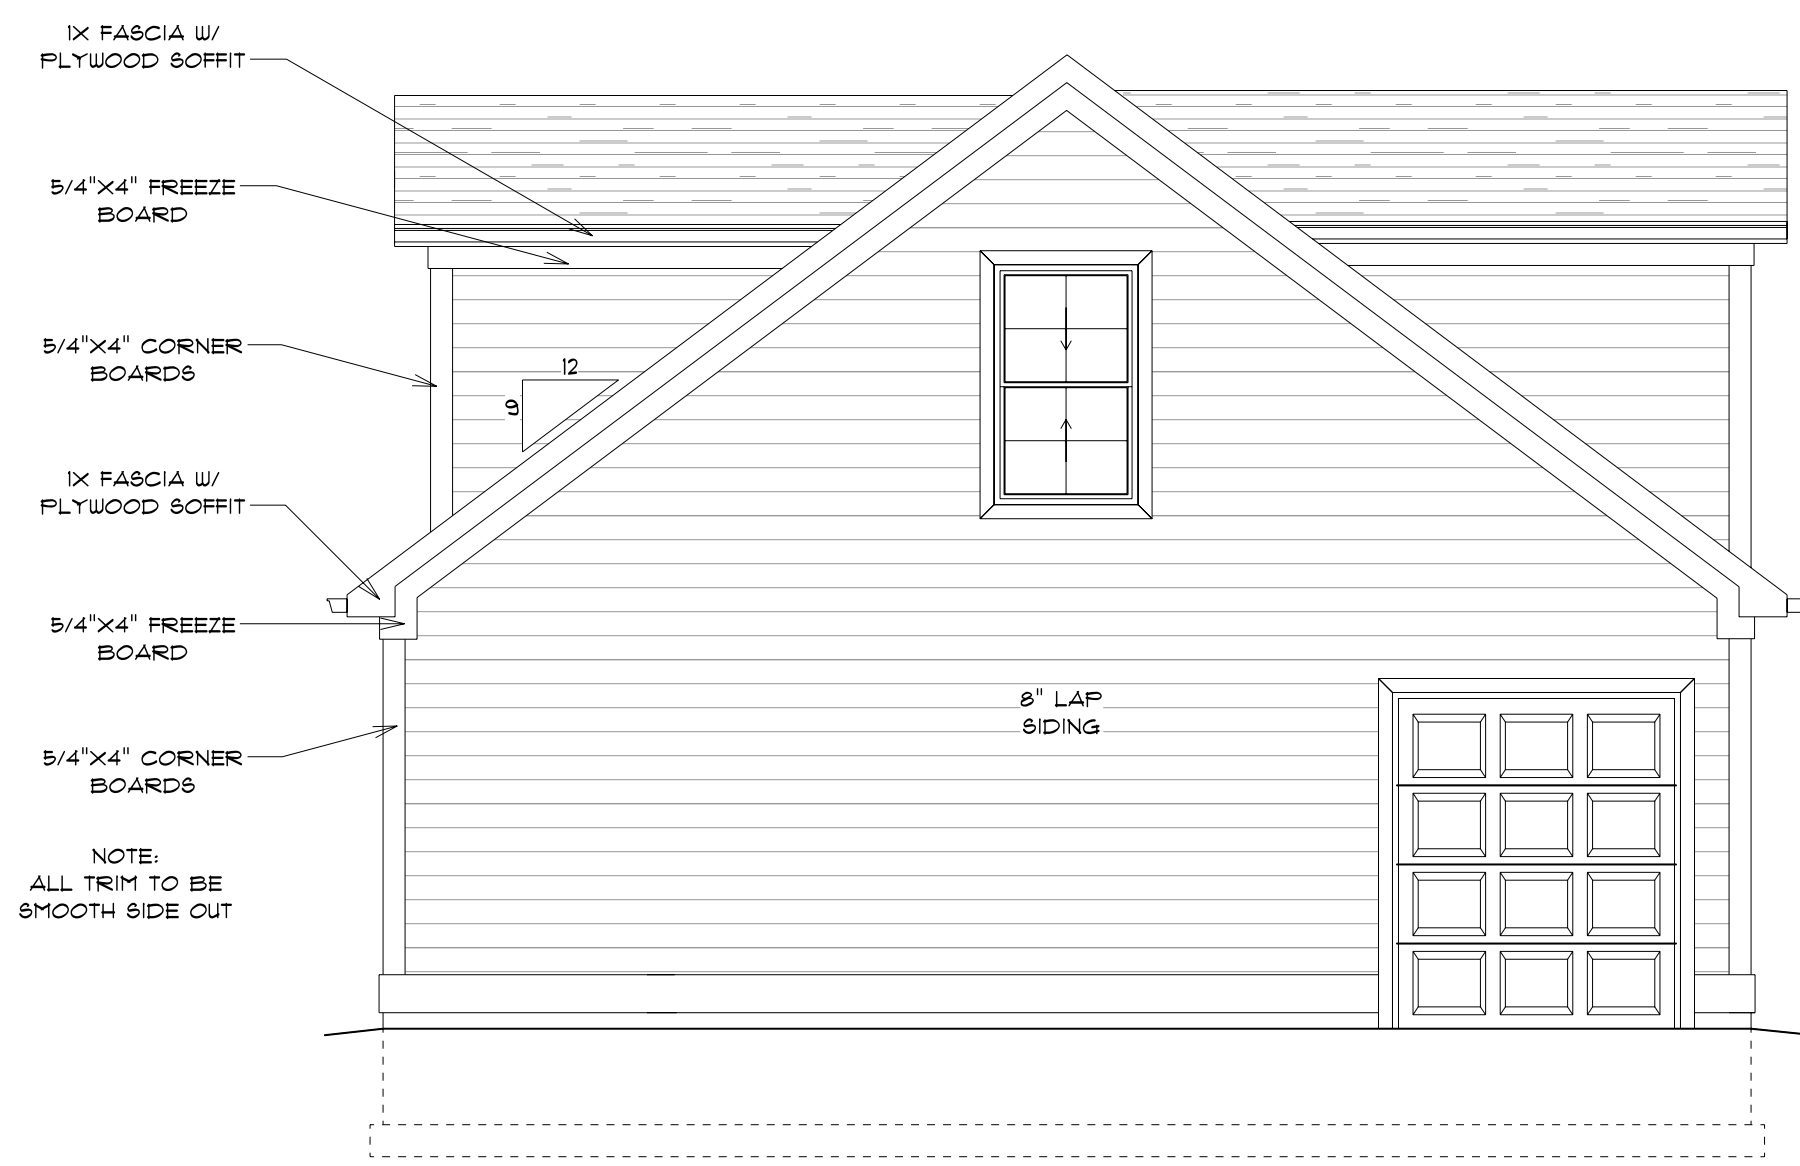 1X FASCIA W/
PLYWOOD SOFFIT
5/4"X4" FREEZE
BOARD
5/4"X4" CORNER
BOARDS
12
9
1X FASCIA W/
PLYWOOD SOFFIT
5/4"X4" FREEZE
BOARD
8" LAP
SIDING
5/4"X4" CORNER
BOARDS
NOTE:
ALL TRIM TO BE
SMOOTH SIDE OUT